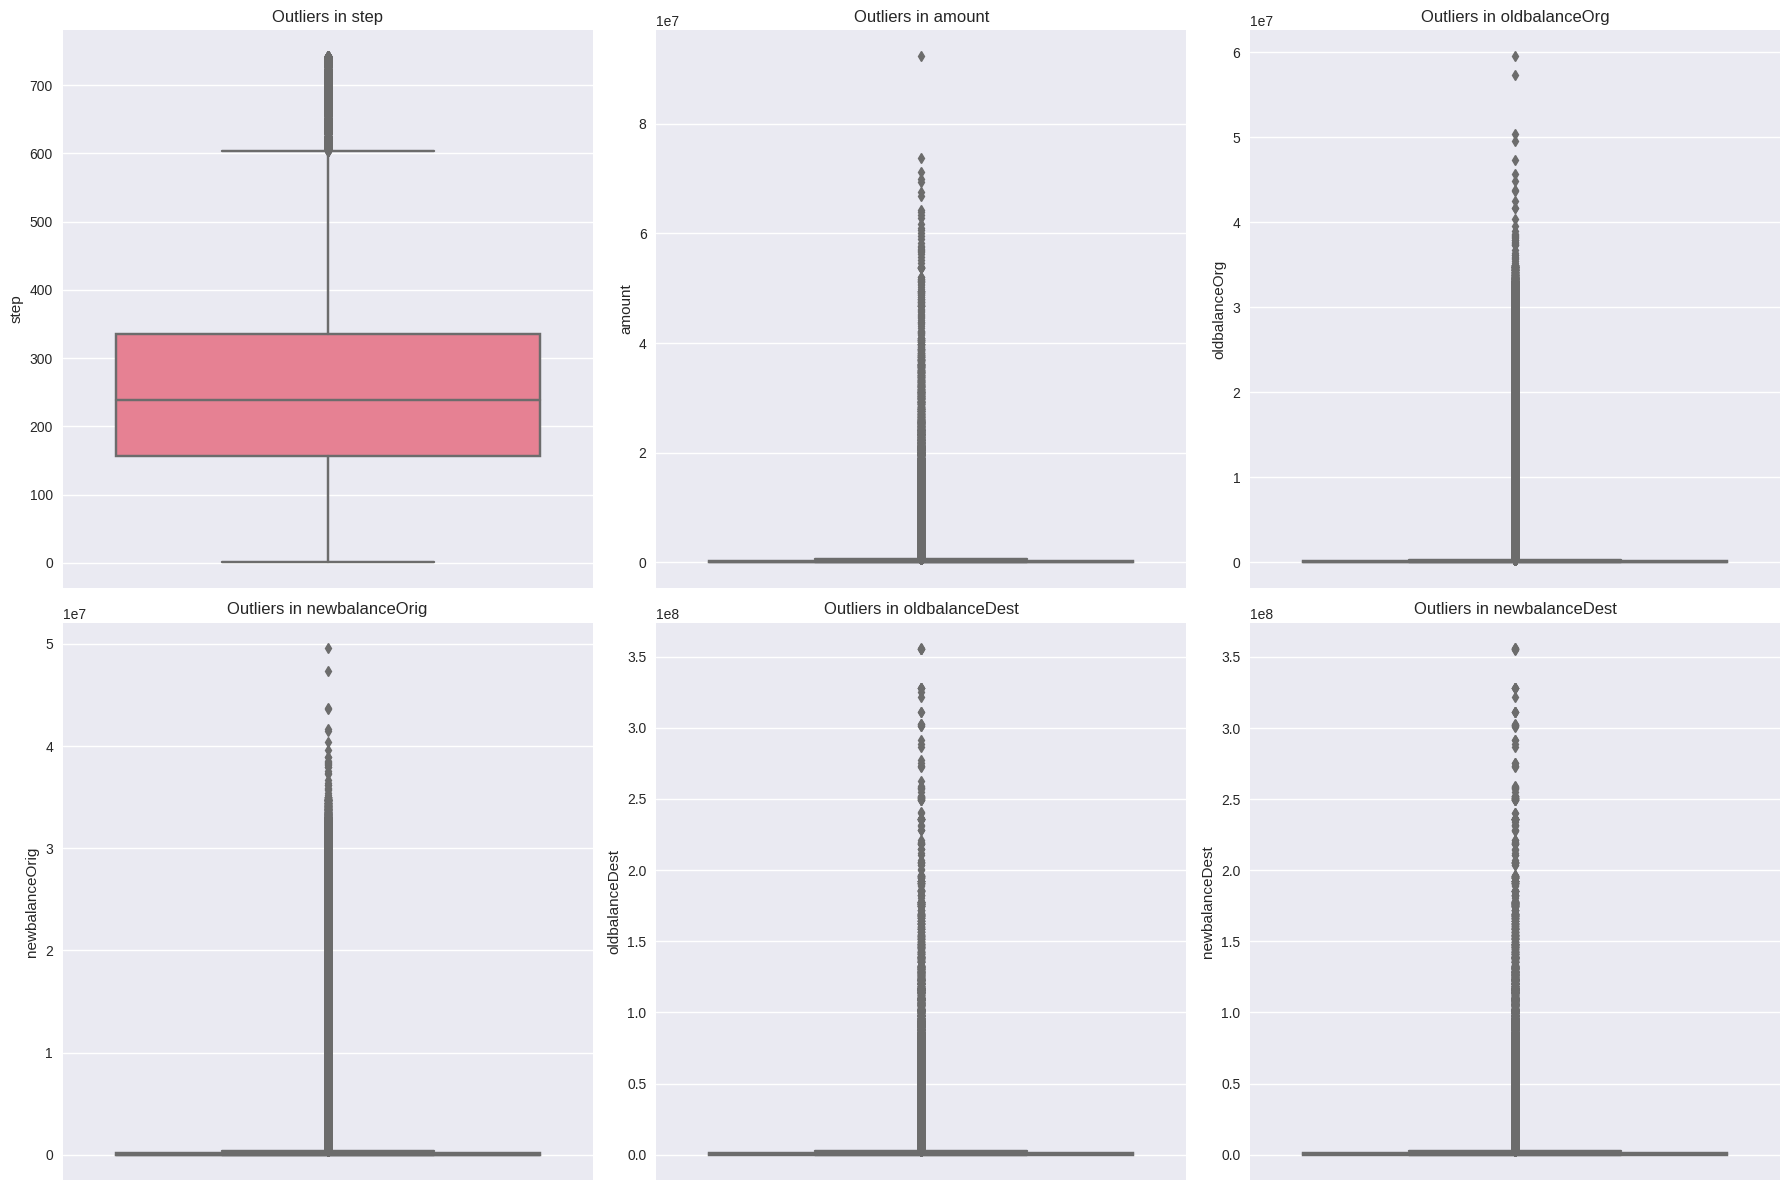 Outliers in step
step
700
600
500
400
300
200
100
0
Outliers in amount
1e7
amount
8
6
4
2
0
Outliers in oldbalanceOrg
1e7
oldbalanceOrg
6
5
4
3
2
1
0
Outliers in newbalanceOrig
1e7
newbalanceOrig
5
4
3
2
1
0
Outliers in oldbalanceDest
1e8
oldbalanceDest
3.5
3.0
2.5
2.0
1.5
1.0
0.5
0.0
Outliers in newbalanceDest
1e8
newbalanceDest
3.5
3.0
2.5
2.0
1.5
1.0
0.5
0.0